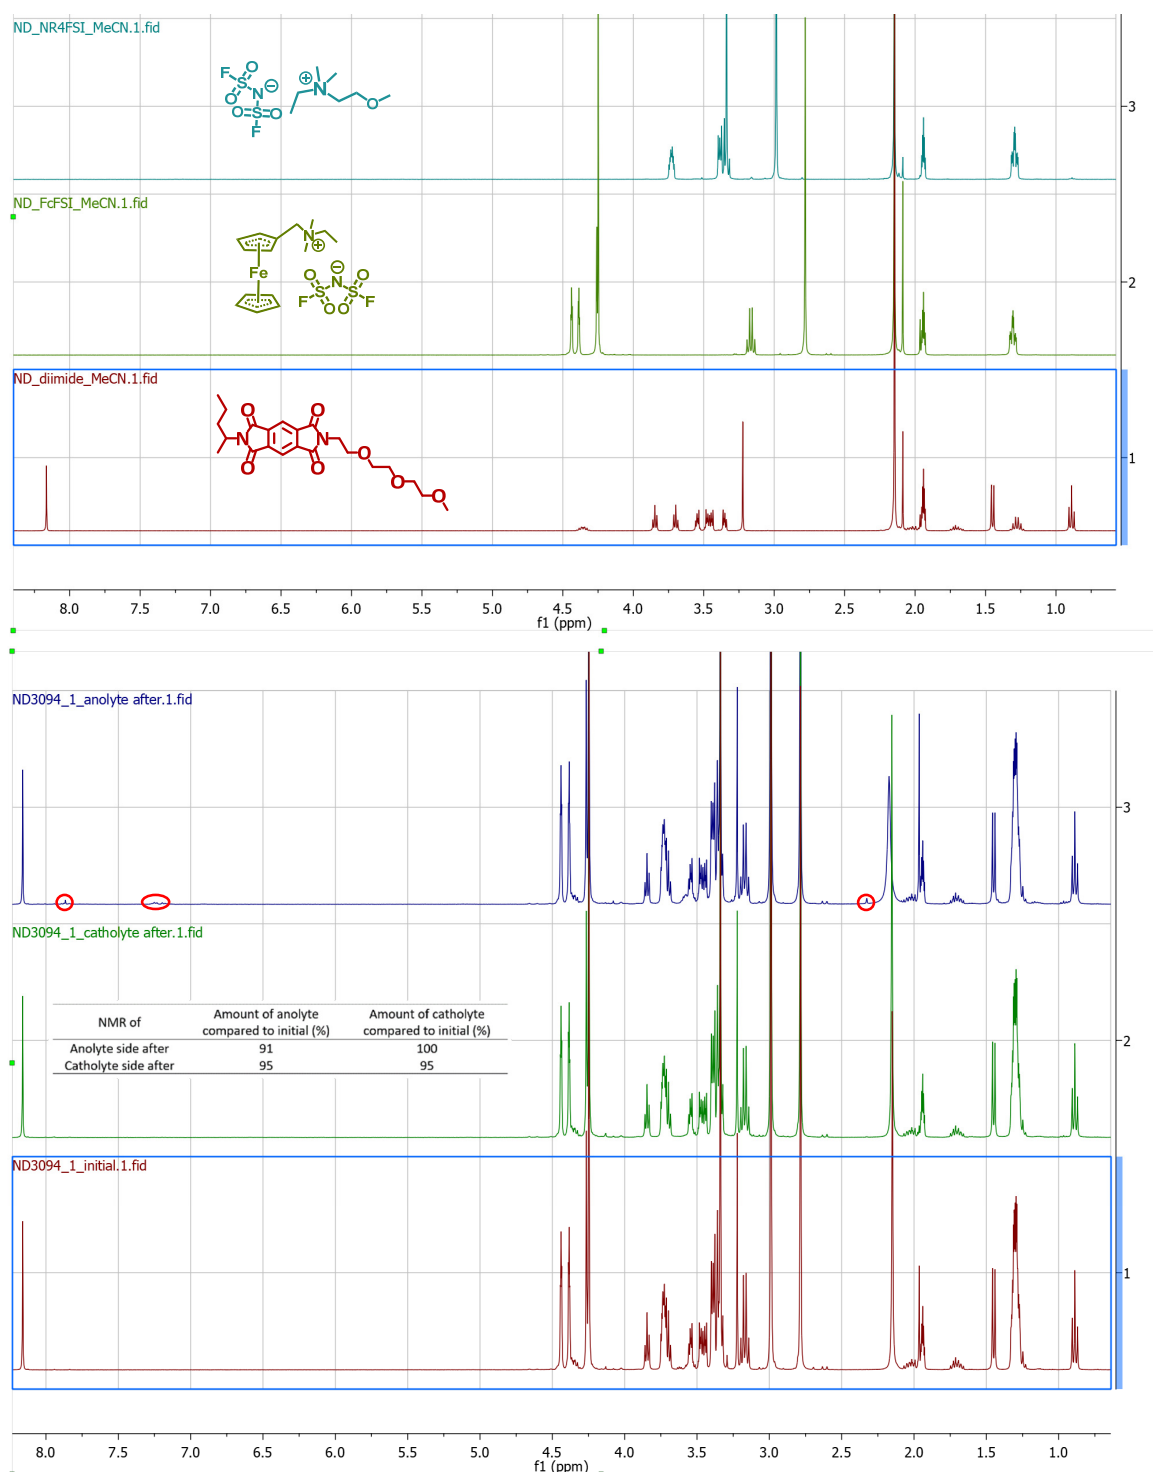 ND_NR4FSI_MeCN.1.fid
F O
S ⊖
O N
O=S=O
F
⊕
N
O
3
ND_FcFSI_MeCN.1.fid
N
⊕
Fe
⊖
O N O
F S S F
O O
2
ND_diimide_MeCN.1.fid
O O
N N
O
O O
O
O
1
8.0 7.5 7.0 6.5 6.0 5.5 5.0 4.5 4.0 3.5 3.0 2.5 2.0 1.5 1.0
f1 (ppm)
ND3094_1_anolyte after.1.fid
3
ND3094_1_catholyte after.1.fid
NMR of Amount of anolyte compared to initial (%) Amount of catholyte compared to initial (%)
Anolyte side after 91 100
Catholyte side after 95 95
2
ND3094_1_initial.1.fid
1
8.0 7.5 7.0 6.5 6.0 5.5 5.0 4.5 4.0 3.5 3.0 2.5 2.0 1.5 1.0
f1 (ppm)